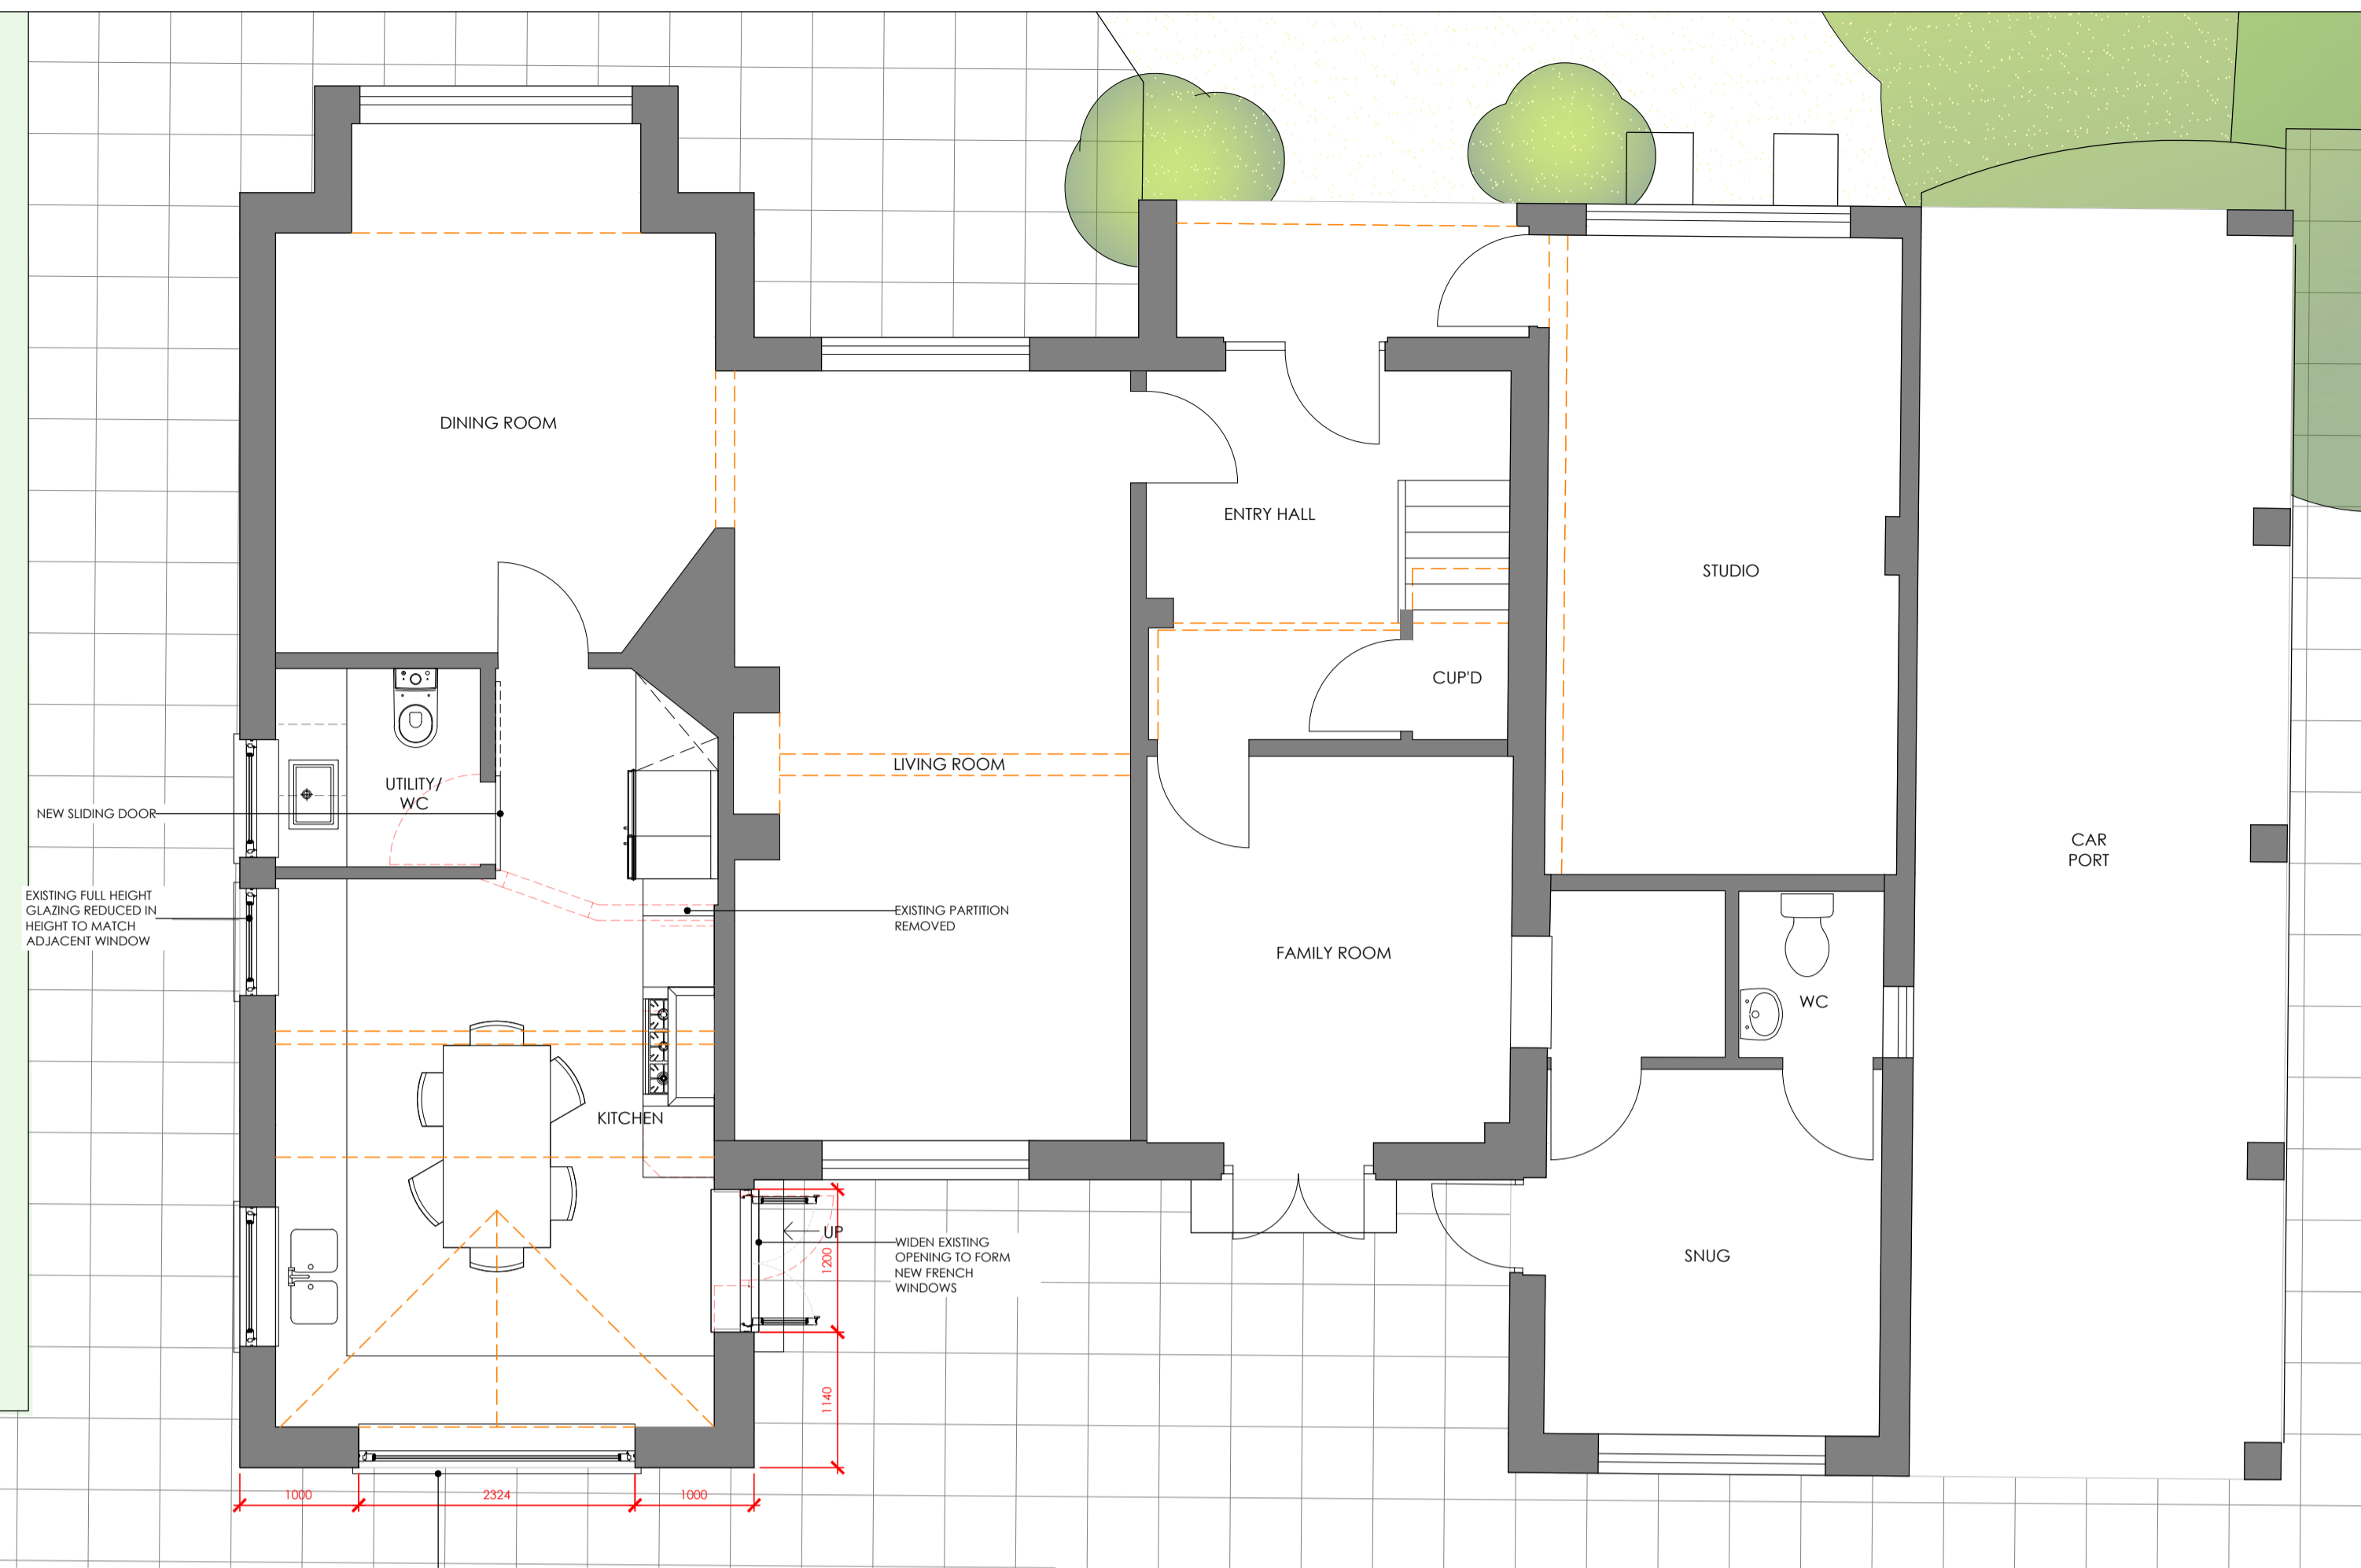 DINING ROOM
ENTRY HALL
STUDIO
CUP'D
LIVING ROOM
UTILITY/
WC
NEW SLIDING DOOR
CAR
PORT
EXISTING FULL HEIGHT
GLAZING REDUCED IN
HEIGHT TO MATCH
ADJACENT WINDOW
EXISTING PARTITION
REMOVED
FAMILY ROOM
WC
KITCHEN
UP
WIDEN EXISTING
OPENING TO FORM
NEW FRENCH
WINDOWS
1200
SNUG
1140
1000
2324
1000